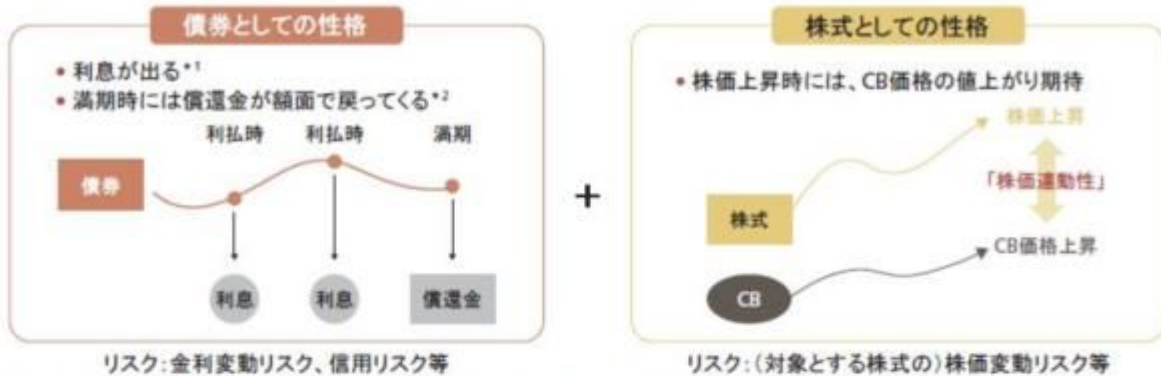 債券としての性格
• 利息が出る*1
• 満期時には償還金が額面で戻ってくる*2
利払時 利払時 満期
債券
利息 利息 償還金
リスク：金利変動リスク、信用リスク等
+
株式としての性格
• 株価上昇時には、CB価格の値上がり期待
株価上昇
「株価連動性」
株式
CB価格上昇
CB
リスク：（対象とする株式の）株価変動リスク等